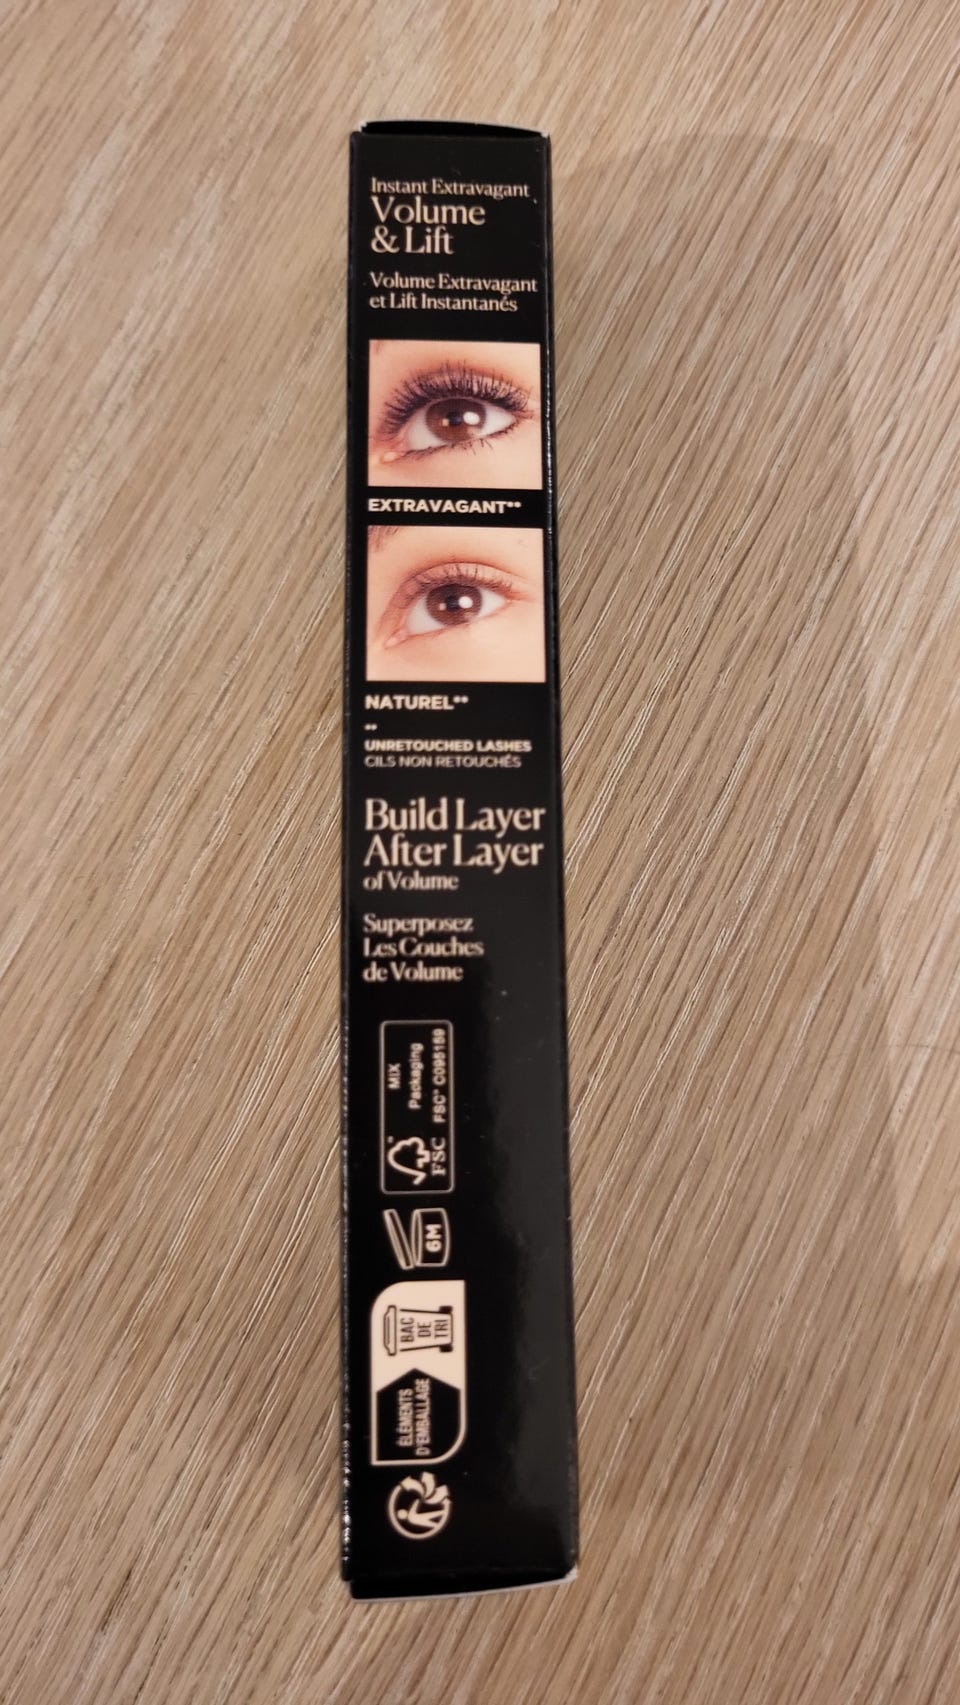 Instant Extravagant
Volume
& Lift
Volume Extravagant
et Lift Instantanés
EXTRAVAGANT**
NATUREL**
**
UNRETOUCHED LASHES
CILS NON RETOUCHÉS
Build Layer
After Layer
of Volume
Superposez
Les Couches
de Volume
MIX
Packaging
FSC
FSC® C095159
6M
BAC
DE
TRI
ÉLÉMENTS
D'EMBALLAGE